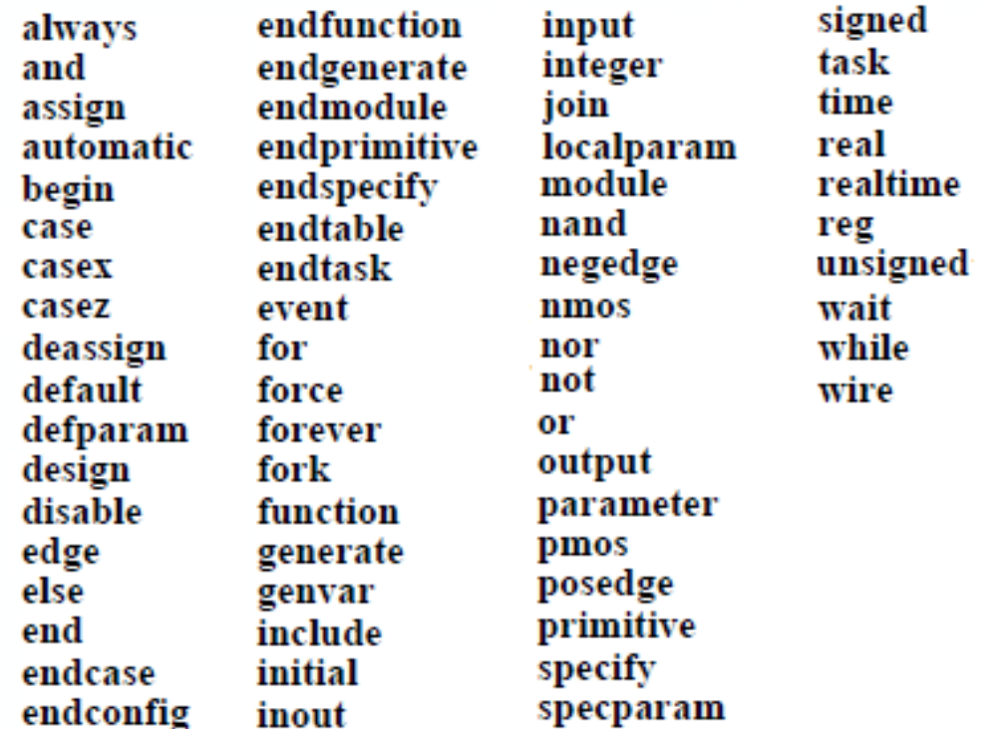 always
and
assign
automatic
begin
case
casex
casez
deassign
default
defparam
design
disable
edge
else
end
endcase
endconfig
endfunction
endgenerate
endmodule
endprimitive
endspecify
endtable
endtask
event
for
force
forever
fork
function
generate
genvar
include
initial
inout
input
integer
join
localparam
module
nand
negedge
nmos
nor
not
or
output
parameter
pmos
posedge
primitive
specify
specparam
signed
task
time
real
realtime
reg
unsigned
wait
while
wire